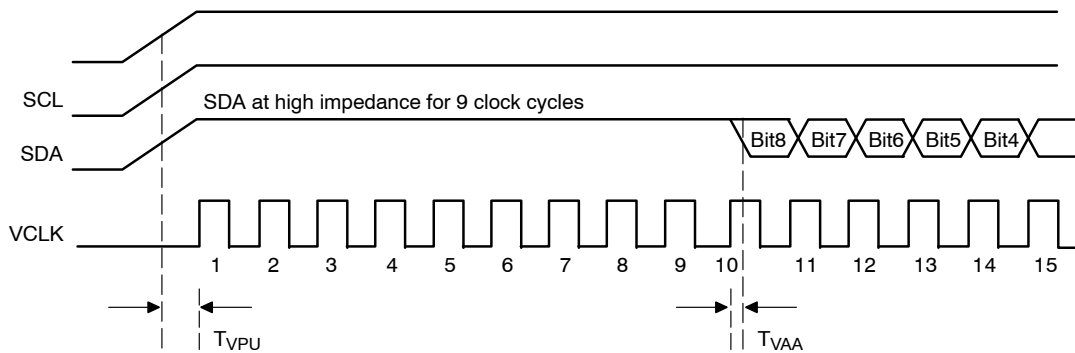 SCL
SDA at high impedance for 9 clock cycles
SDA
Bit8 Bit7 Bit6 Bit5 Bit4
VCLK
1 2 3 4 5 6 7 8 9 10 11 12 13 14 15
TVPU TVAA